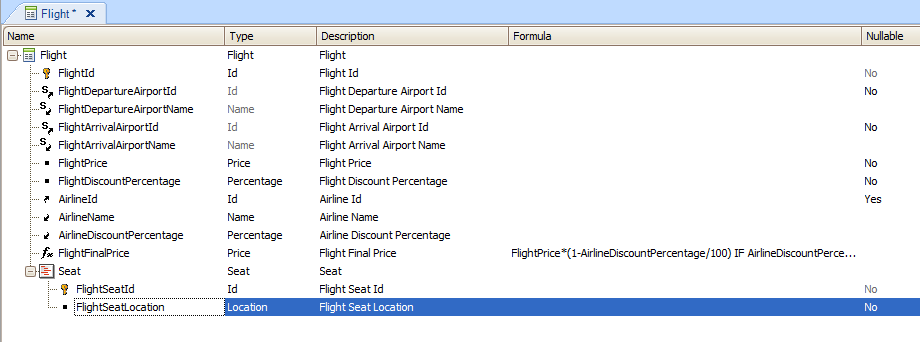 Flight *
Name Type Description Formula Nullable
Flight Flight Flight
FlightId Id Flight Id No
FlightDepartureAirportId Id Flight Departure Airport Id No
FlightDepartureAirportName Name Flight Departure Airport Name
FlightArrivalAirportId Id Flight Arrival Airport Id No
FlightArrivalAirportName Name Flight Arrival Airport Name
FlightPrice Price Flight Price No
FlightDiscountPercentage Percentage Flight Discount Percentage No
AirlineId Id Airline Id Yes
AirlineName Name Airline Name
AirlineDiscountPercentage Percentage Airline Discount Percentage
FlightFinalPrice Price Flight Final Price FlightPrice*(1-AirlineDiscountPercentage/100) IF AirlineDiscountPerce...
Seat Seat Seat
FlightSeatId Id Flight Seat Id No
FlightSeatLocation Location Flight Seat Location No